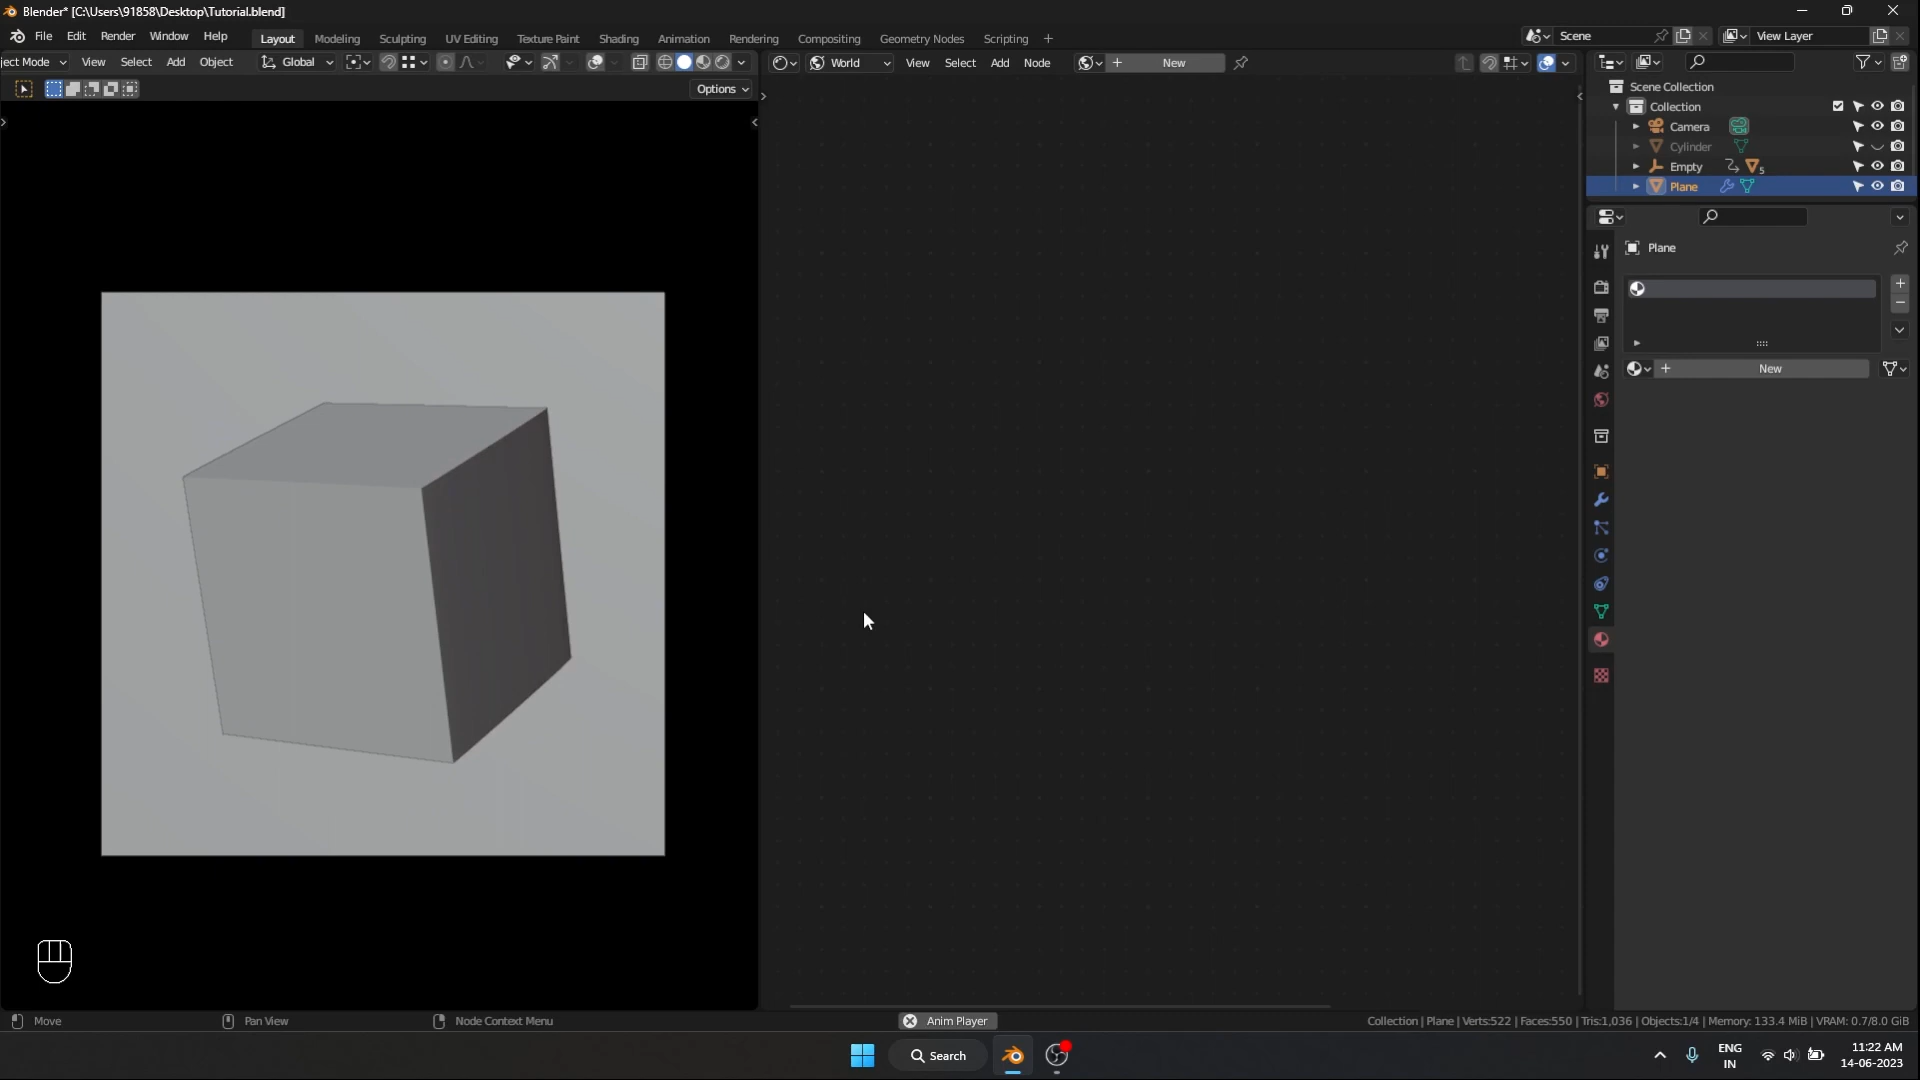 Blender* [C:\Users\91858\Desktop\Tutorial.blend]
File Edit Render Window Help Layout Modeling Sculpting UV Editing Texture Paint Shading Animation Rendering Compositing Geometry Nodes Scripting + Scene View Layer
ject Mode View Select Add Object Global World View Select Add Node + New
Options
Scene Collection
Collection
Camera
Cylinder
Empty 5
Plane
Plane
+ New
Move Pan View Node Context Menu Anim Player Collection | Plane | Verts:522 | Faces:550 | Tris:1,036 | Objects:1/4 | Memory: 133.4 MiB | VRAM: 0.7/8.0 GiB
Search ENG IN 11:22 AM
14-06-2023